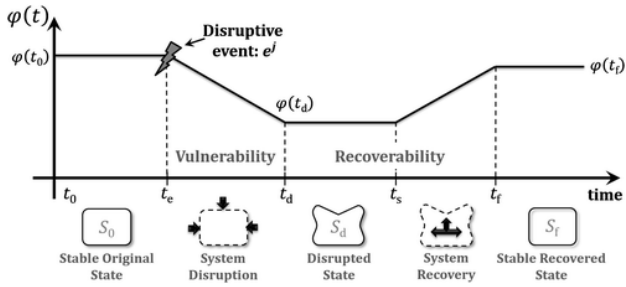 φ(t)
Disruptive
event: eʲ
φ(t₀)
φ(t_f)
φ(t_d)
Vulnerability
Recoverability
t₀
t_e
t_d
t_s
t_f
time
S₀
S_d
S_f
Stable Original
State
System
Disruption
Disrupted
State
System
Recovery
Stable Recovered
State